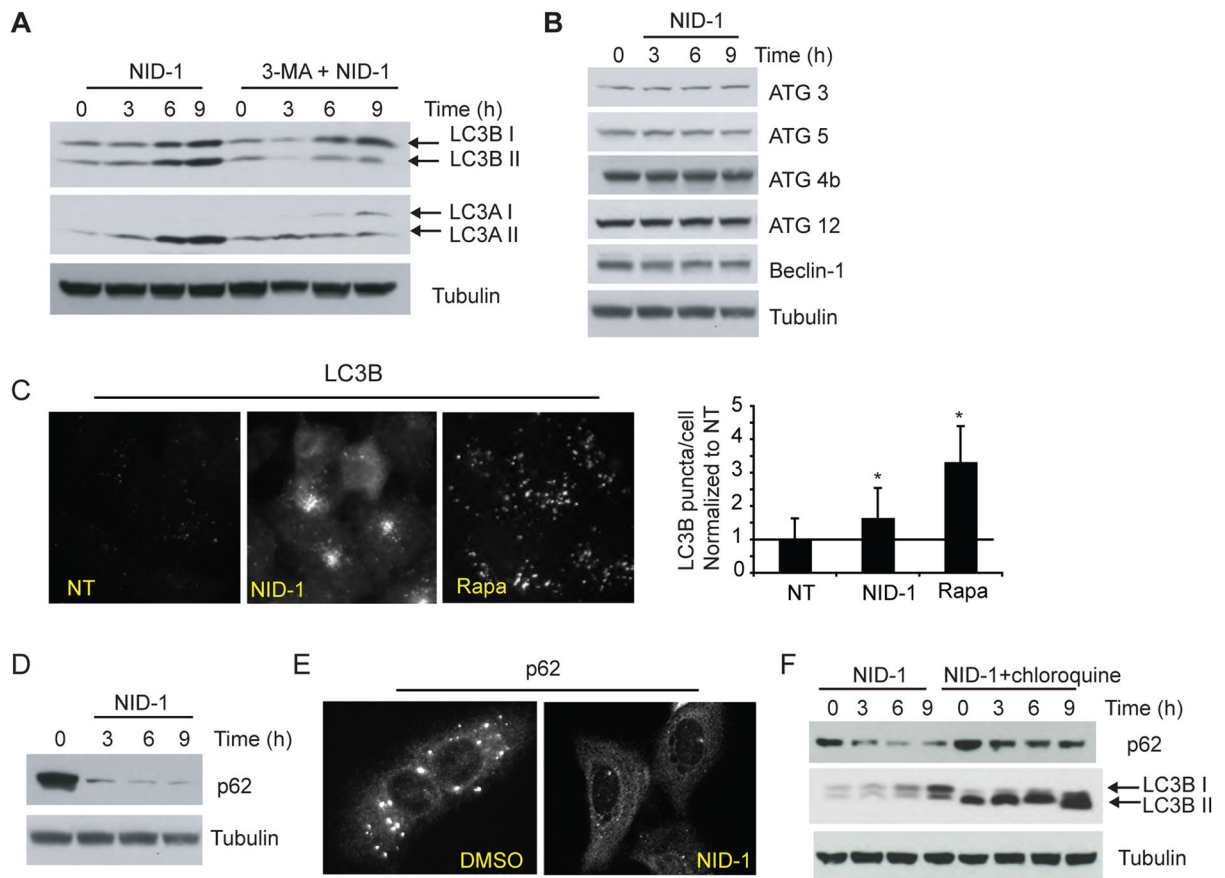 A
NID-1
3-MA + NID-1
0 3 6 9 0 3 6 9
Time (h)
LC3B I
LC3B II
LC3A I
LC3A II
Tubulin
B
NID-1
0 3 6 9 Time (h)
ATG 3
ATG 5
ATG 4b
ATG 12
Beclin-1
Tubulin
C
LC3B
NT
NID-1
Rapa
LC3B puncta/cell
Normalized to NT
5
4
3
2
1
0
*
*
NT NID-1 Rapa
D
NID-1
0 3 6 9 Time (h)
p62
Tubulin
E
p62
DMSO
NID-1
F
NID-1 NID-1+chloroquine
0 3 6 9 0 3 6 9 Time (h)
p62
LC3B I
LC3B II
Tubulin